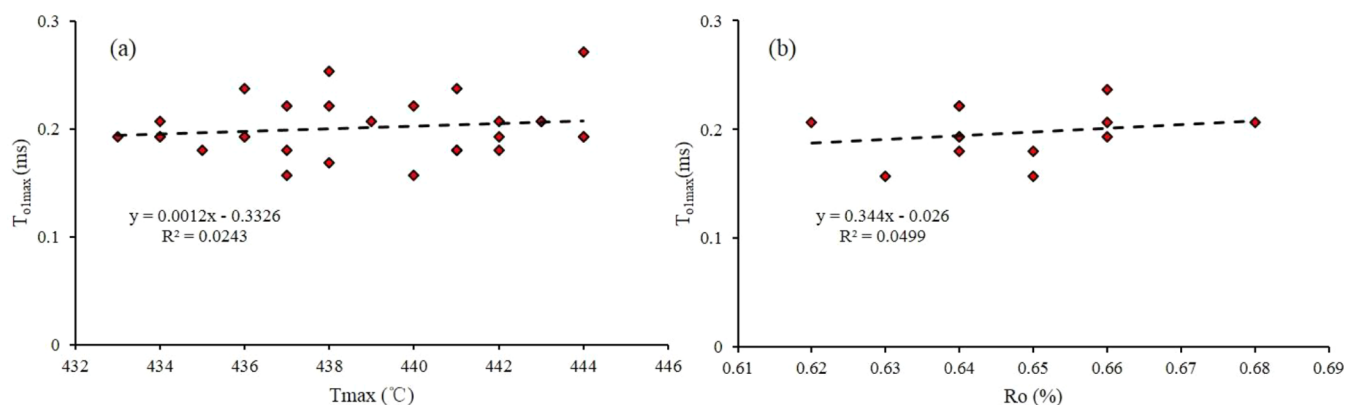 (a)
0.3
0.2
0.1
0
T_o1max (ms)
y = 0.0012x - 0.3326
R² = 0.0243
432 434 436 438 440 442 444 446
Tmax (℃)
(b)
0.3
0.2
0.1
0
T_o1max(ms)
y = 0.344x - 0.026
R² = 0.0499
0.61 0.62 0.63 0.64 0.65 0.66 0.67 0.68 0.69
Ro (%)